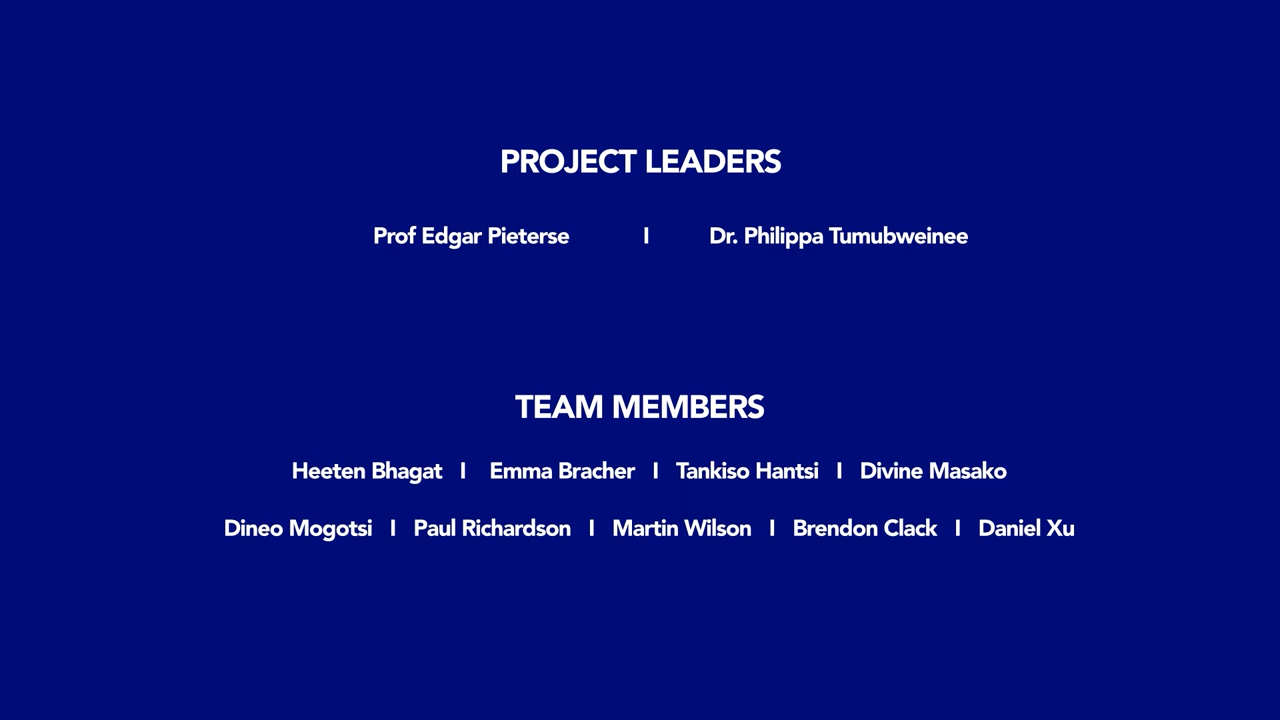 PROJECT LEADERS
Prof Edgar Pieterse I Dr. Philippa Tumubweinee
TEAM MEMBERS
Heeten Bhagat I Emma Bracher I Tankiso Hantsi I Divine Masako
Dineo Mogotsi I Paul Richardson I Martin Wilson I Brendon Clack I Daniel Xu